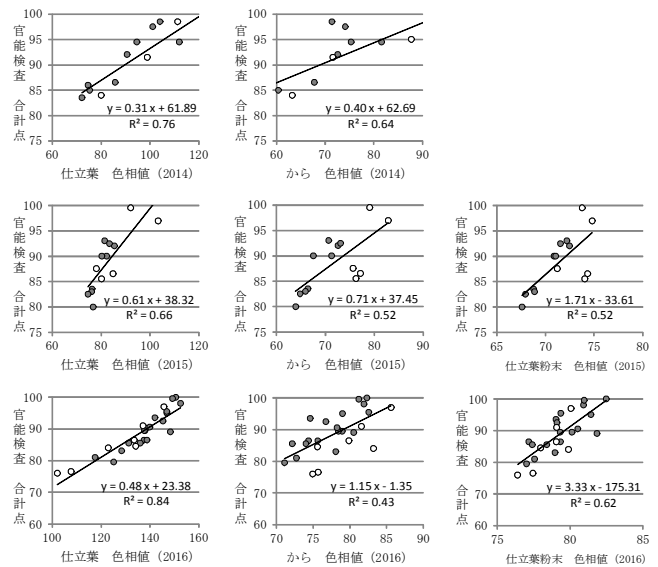 官能検査 合計点
100
95
90
85
80
75
y = 0.31 x + 61.89
R² = 0.76
60 80 100 120
仕立葉 色相値（2014）
官能検査 合計点
100
95
90
85
80
75
y = 0.40 x + 62.69
R² = 0.64
60 70 80 90
から 色相値（2014）
官能検査 合計点
100
95
90
85
80
75
y = 0.61 x + 38.32
R² = 0.66
60 80 100 120
仕立葉 色相値（2015）
官能検査 合計点
100
95
90
85
80
75
y = 0.71 x + 37.45
R² = 0.52
60 70 80 90
から 色相値（2015）
官能検査 合計点
100
95
90
85
80
75
y = 1.71 x - 33.61
R² = 0.52
65 70 75 80
仕立葉粉末 色相値（2015）
官能検査 合計点
100
90
80
70
60
y = 0.48 x + 23.38
R² = 0.84
100 120 140 160
仕立葉 色相値（2016）
官能検査 合計点
100
90
80
70
60
y = 1.15 x - 1.35
R² = 0.43
70 75 80 85 90
から 色相値（2016）
官能検査 合計点
100
90
80
70
60
y = 3.33 x - 175.31
R² = 0.62
75 80 85
仕立葉粉末 色相値（2016）